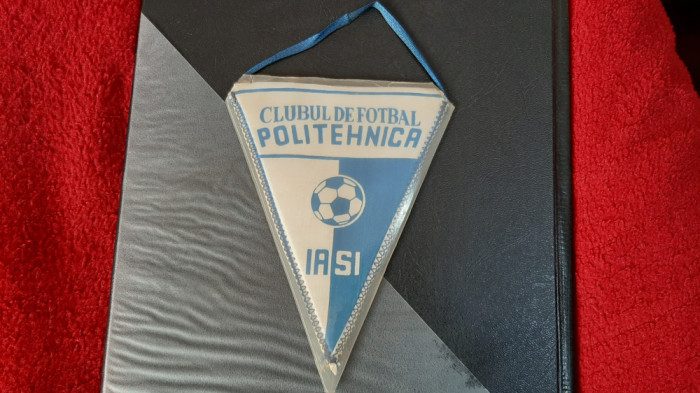 CLUBUL DE FOTBAL
POLITEHNICA
IASI